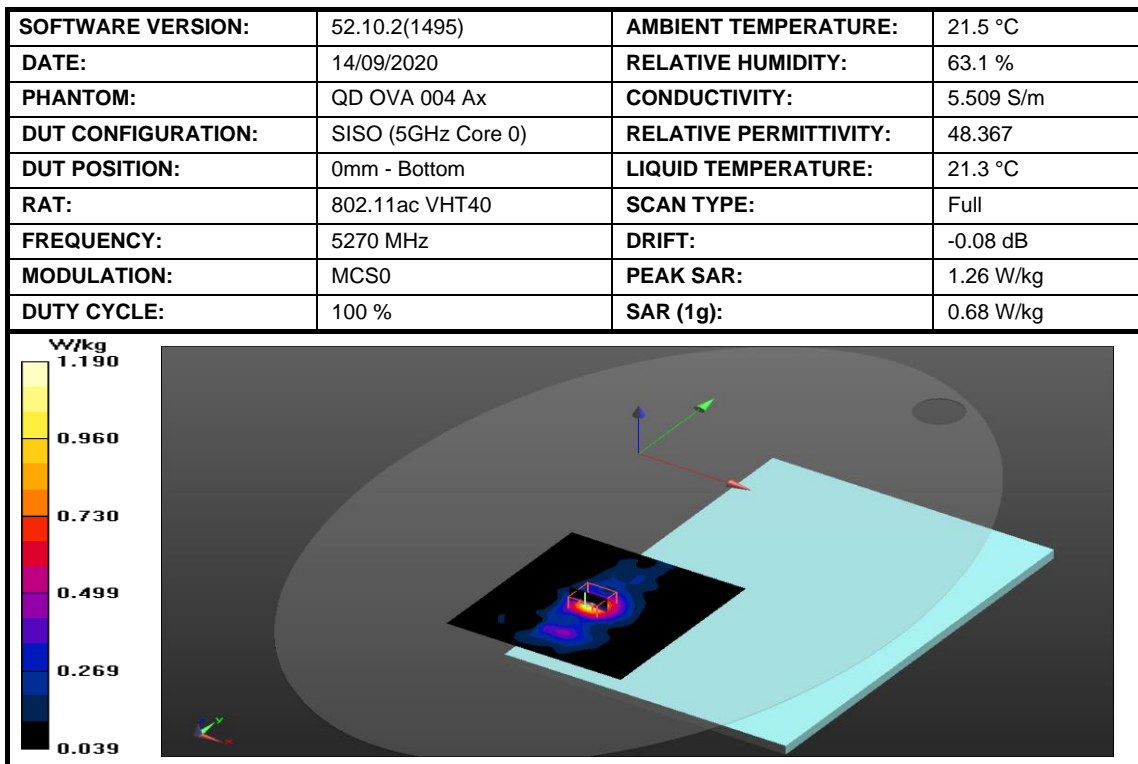 SOFTWARE VERSION: 52.10.2(1495) AMBIENT TEMPERATURE: 21.5 °C
DATE: 14/09/2020 RELATIVE HUMIDITY: 63.1 %
PHANTOM: QD OVA 004 Ax CONDUCTIVITY: 5.509 S/m
DUT CONFIGURATION: SISO (5GHz Core 0) RELATIVE PERMITTIVITY: 48.367
DUT POSITION: 0mm - Bottom LIQUID TEMPERATURE: 21.3 °C
RAT: 802.11ac VHT40 SCAN TYPE: Full
FREQUENCY: 5270 MHz DRIFT: -0.08 dB
MODULATION: MCS0 PEAK SAR: 1.26 W/kg
DUTY CYCLE: 100 % SAR (1g): 0.68 W/kg
W/kg
1.190
0.960
0.730
0.499
0.269
0.039
z
y
x